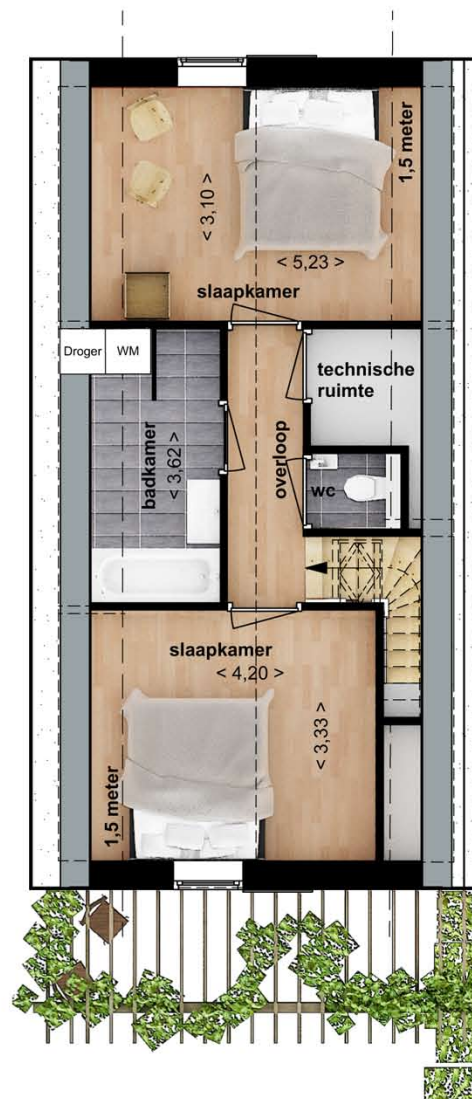 1,5 meter
< 3,10 >
< 5,23 >
slaapkamer
Droger
WM
technische
ruimte
badkamer
< 3,62 >
overloop
wc
slaapkamer
< 4,20 >
< 3,33 >
1,5 meter